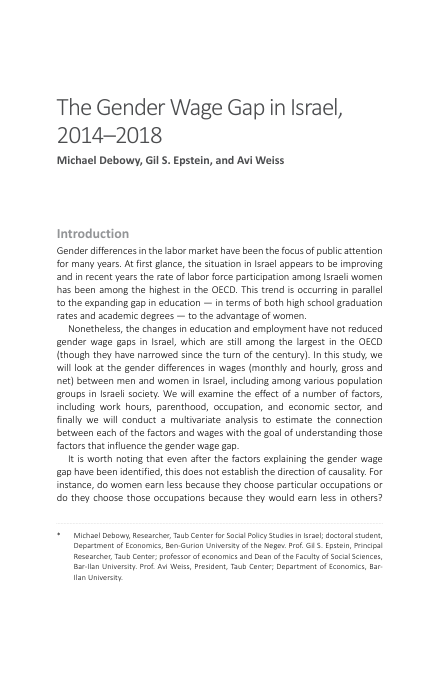 The Gender Wage Gap in Israel,
2014–2018
Michael Debowy, Gil S. Epstein, and Avi Weiss
Introduction
Gender differences in the labor market have been the focus of public attention
for many years. At first glance, the situation in Israel appears to be improving
and in recent years the rate of labor force participation among Israeli women
has been among the highest in the OECD. This trend is occurring in parallel
to the expanding gap in education — in terms of both high school graduation
rates and academic degrees — to the advantage of women.
Nonetheless, the changes in education and employment have not reduced
gender wage gaps in Israel, which are still among the largest in the OECD
(though they have narrowed since the turn of the century). In this study, we
will look at the gender differences in wages (monthly and hourly, gross and
net) between men and women in Israel, including among various population
groups in Israeli society. We will examine the effect of a number of factors,
including work hours, parenthood, occupation, and economic sector, and
finally we will conduct a multivariate analysis to estimate the connection
between each of the factors and wages with the goal of understanding those
factors that influence the gender wage gap.
It is worth noting that even after the factors explaining the gender wage
gap have been identified, this does not establish the direction of causality. For
instance, do women earn less because they choose particular occupations or
do they choose those occupations because they would earn less in others?
* Michael Debowy, Researcher, Taub Center for Social Policy Studies in Israel; doctoral student,
Department of Economics, Ben-Gurion University of the Negev. Prof. Gil S. Epstein, Principal
Researcher, Taub Center; professor of economics and Dean of the Faculty of Social Sciences,
Bar-Ilan University. Prof. Avi Weiss, President, Taub Center; Department of Economics, Bar-
Ilan University.